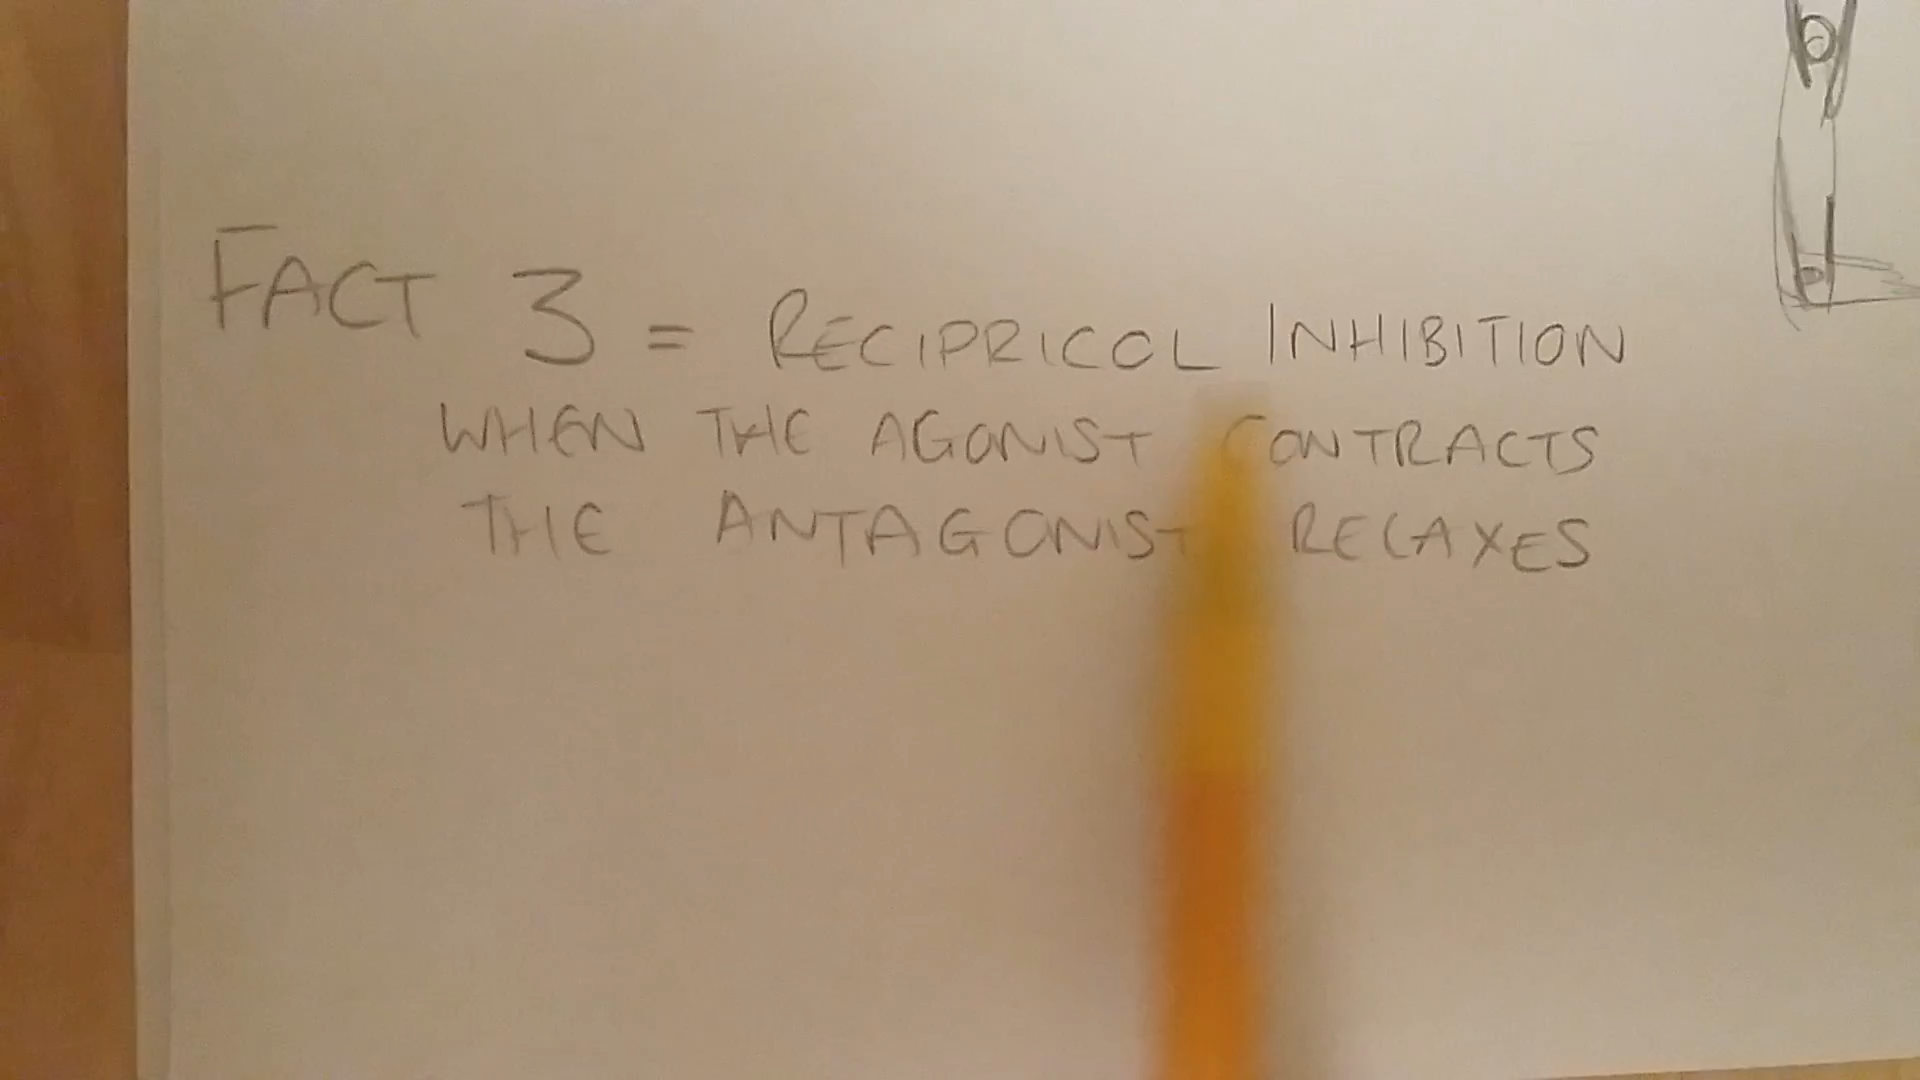 FACT 3 = RECIPRICOL INHIBITION
WHEN THE AGONIST CONTRACTS
THE ANTAGONIST RELAXES